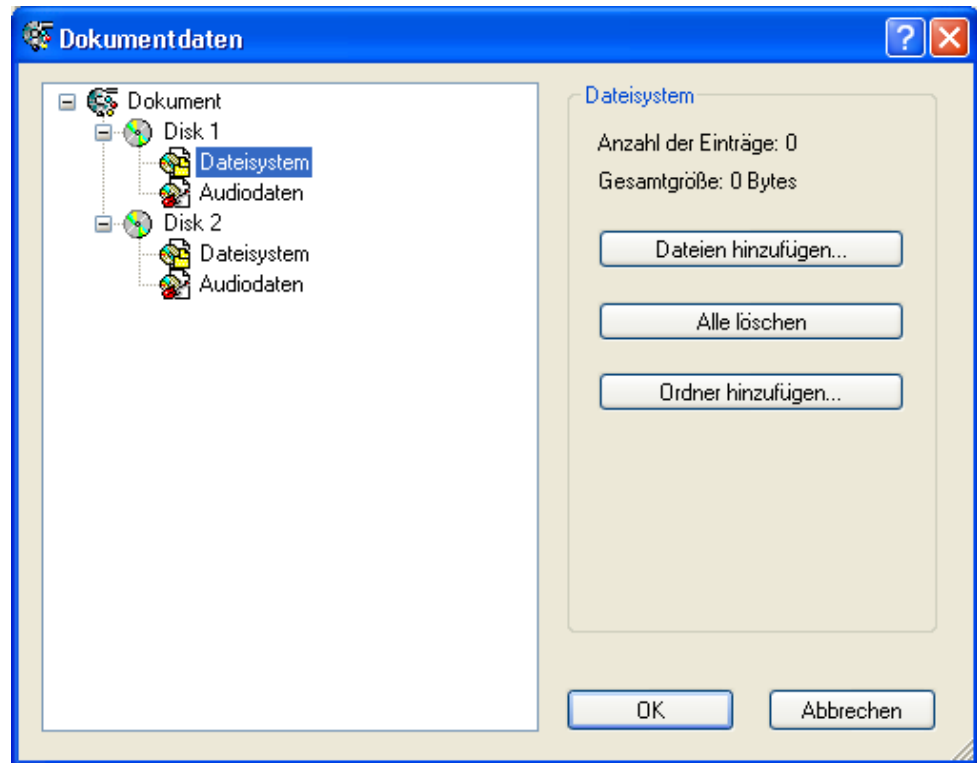 Dokumentdaten
Dokument
Disk 1
Dateisystem
Audiodaten
Disk 2
Dateisystem
Audiodaten
Dateisystem
Anzahl der Einträge: 0
Gesamtgröße: 0 Bytes
Dateien hinzufügen...
Alle löschen
Ordner hinzufügen...
OK
Abbrechen